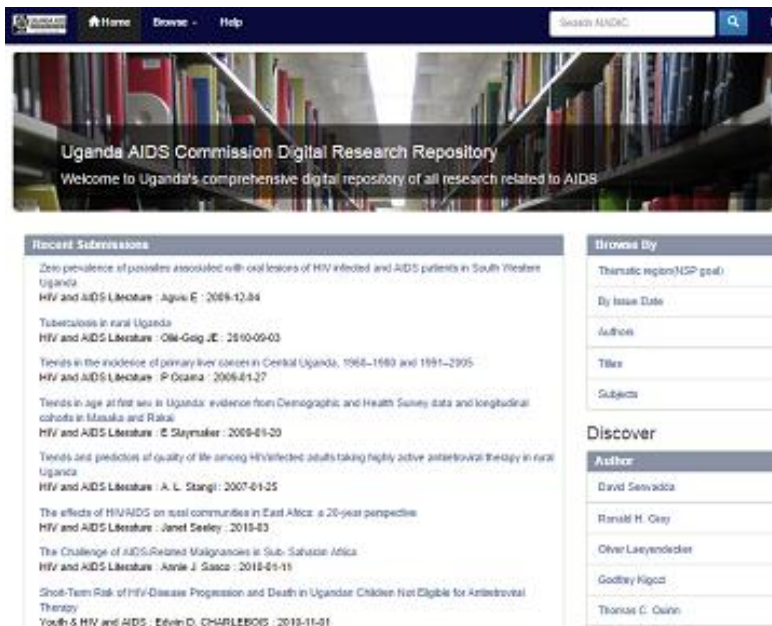 Home Browse Help Search NADIC
Uganda AIDS Commission Digital Research Repository
Welcome to Uganda's comprehensive digital repository of all research related to AIDS
Recent Submissions
Zero prevalence of parasites associated with oral lesions of HIV infected and AIDS patients in South Western
Uganda
HIV and AIDS Literature : Agwu E : 2009-12-04
Tuberculosis in rural Uganda
HIV and AIDS Literature : Ollé-Goig JE : 2010-09-03
Trends in the incidence of primary liver cancer in Central Uganda, 1960–1980 and 1991–2005
HIV and AIDS Literature : P Ocama : 2009-01-27
Trends in age at first sex in Uganda: evidence from Demographic and Health Survey data and longitudinal
cohorts in Masaka and Rakai
HIV and AIDS Literature : E Slaymaker : 2009-01-20
Trends and predictors of quality of life among HIV-infected adults taking highly active antiretroviral therapy in rural
Uganda
HIV and AIDS Literature : A. L. Stangl : 2007-01-25
The effects of HIV/AIDS on rural communities in East Africa: a 20-year perspective
HIV and AIDS Literature : Janet Seeley : 2010-03
The Challenge of AIDS-Related Malignancies in Sub- Saharan Africa
HIV and AIDS Literature : Annie J. Sasco : 2010-01-11
Short-Term Risk of HIV-Disease Progression and Death in Ugandan Children Not Eligible for Antiretroviral
Therapy
Youth & HIV and AIDS : Edwin D. CHARLEBOIS : 2010-11-01
Browse By
Thematic region(NSP goal)
By Issue Date
Authors
Titles
Subjects
Discover
Author
David Serwadda
Ronald H. Gray
Oliver Laeyendecker
Godfrey Kigozi
Thomas C. Quinn